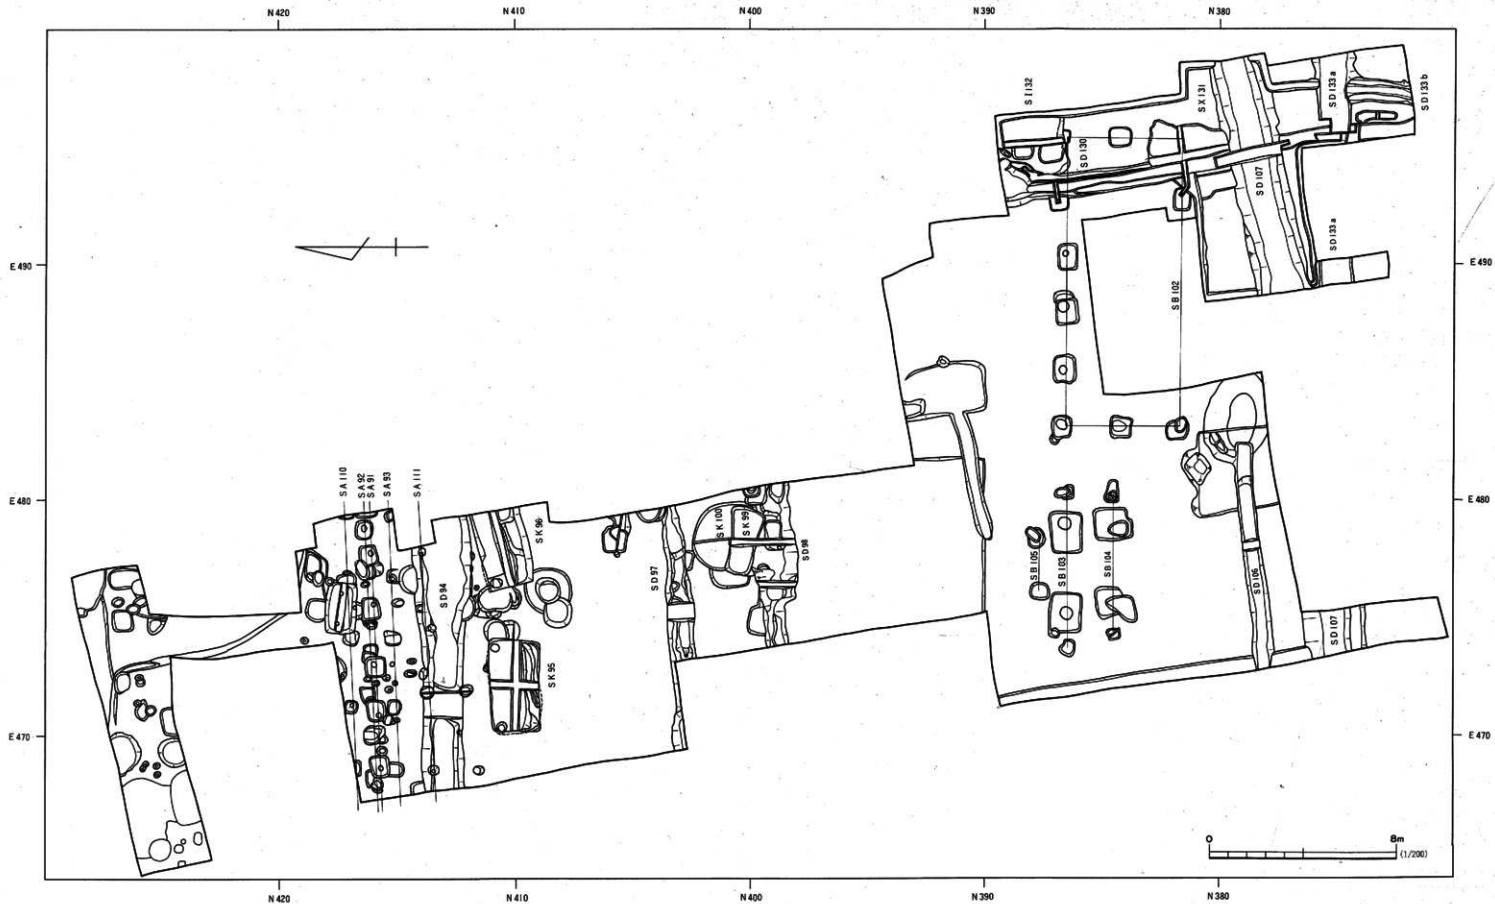 N420 N410 N400 N390 N380
SI132
SX131
SD133a
SD133b
SD130
SD107
SD133a
E490
E490
SB102
SA110
SA92
SA91
SA93
SA111
E480
E480
SK96
SK100
SK99
SD98
SD94
SD97
SB105
SB103
SB104
SD106
SD107
SK95
E470
E470
0 8m
(1/200)
N420 N410 N400 N390 N380